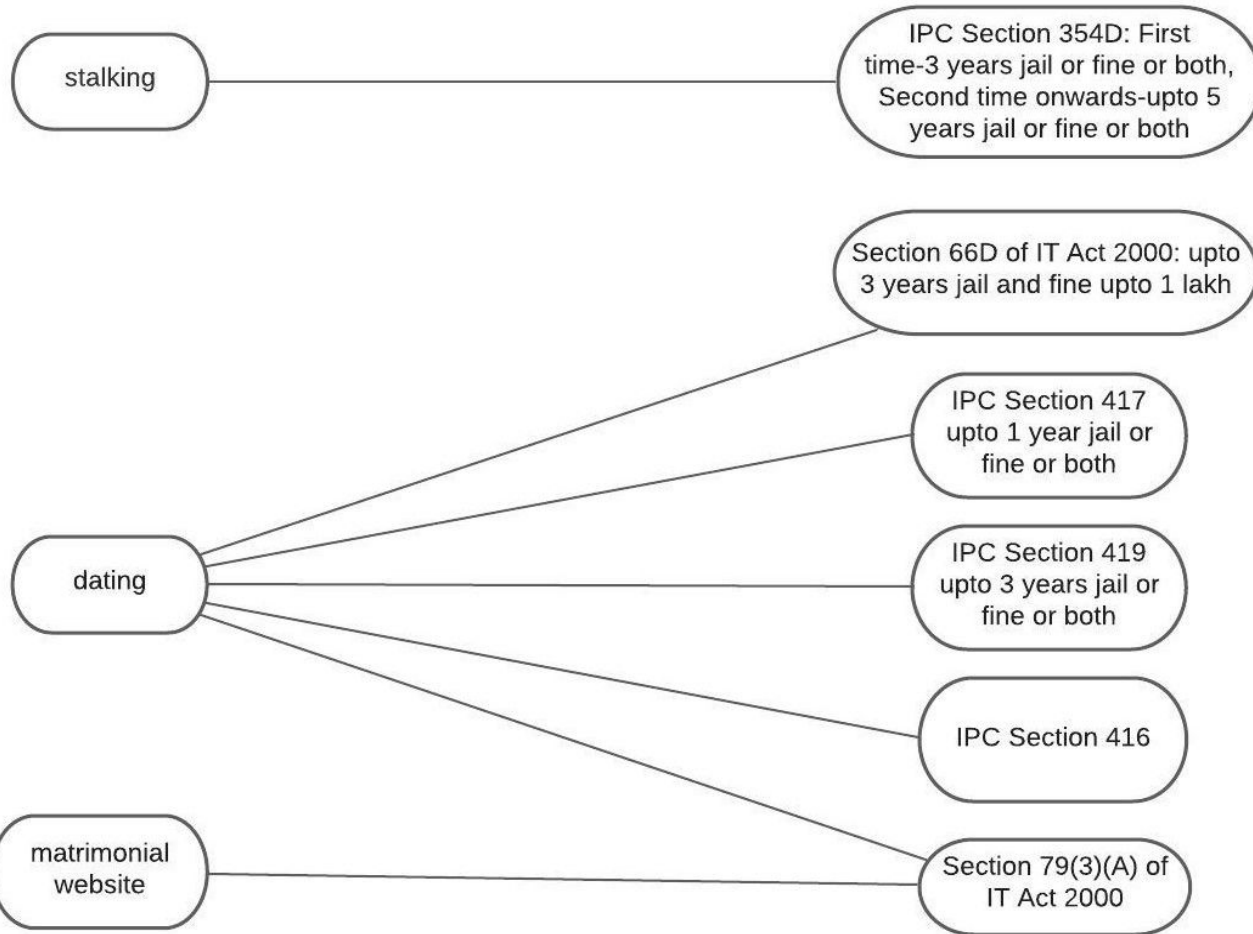 stalking
IPC Section 354D: First
time-3 years jail or fine or both,
Second time onwards-upto 5
years jail or fine or both
Section 66D of IT Act 2000: upto
3 years jail and fine upto 1 lakh
IPC Section 417
upto 1 year jail or
fine or both
dating
IPC Section 419
upto 3 years jail or
fine or both
IPC Section 416
matrimonial
website
Section 79(3)(A) of
IT Act 2000